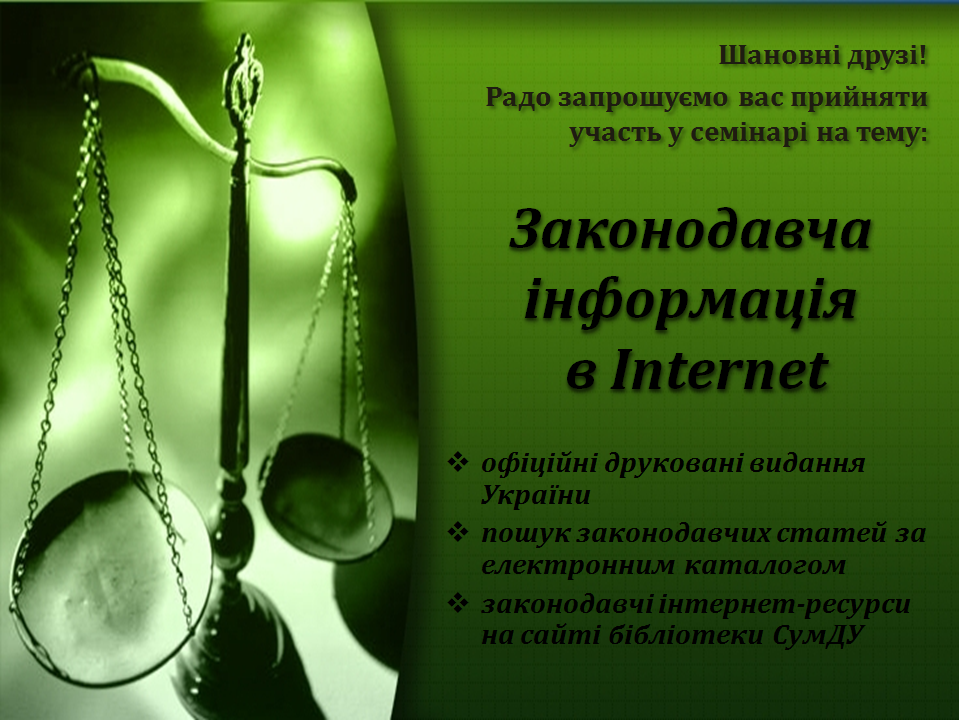 Шановні друзі!
Радо запрошуємо вас прийняти
участь у семінарі на тему:
Законодавча
інформація
в Internet
❖ офіційні друковані видання
України
❖ пошук законодавчих статей за
електронним каталогом
❖ законодавчі інтернет-ресурси
на сайті бібліотеки СумДУ